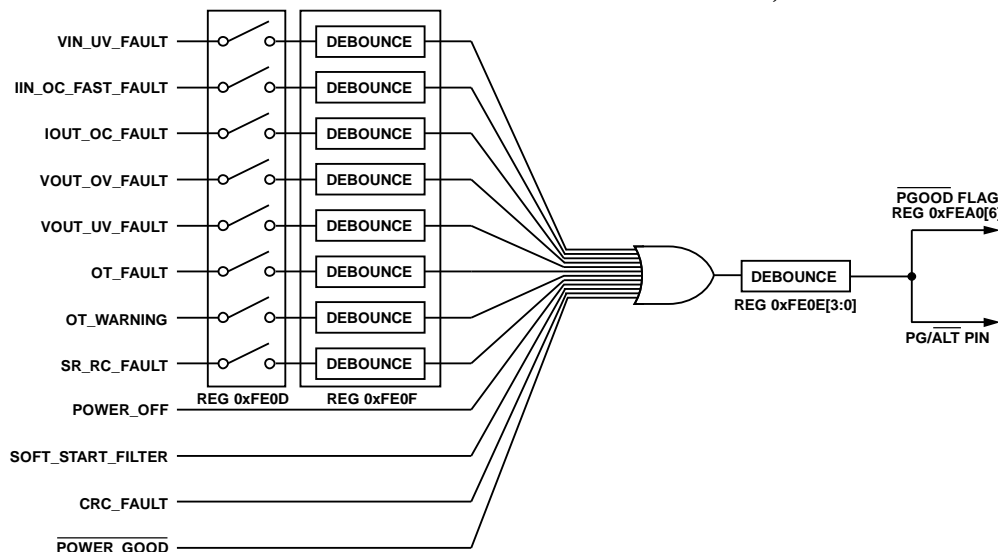 VIN_UV_FAULT
DEBOUNCE
IIN_OC_FAST_FAULT
DEBOUNCE
IOUT_OC_FAULT
DEBOUNCE
VOUT_OV_FAULT
DEBOUNCE
VOUT_UV_FAULT
DEBOUNCE
OT_FAULT
DEBOUNCE
OT_WARNING
DEBOUNCE
SR_RC_FAULT
DEBOUNCE
REG 0xFE0D
REG 0xFE0F
POWER_OFF
SOFT_START_FILTER
CRC_FAULT
POWER_GOOD
DEBOUNCE
REG 0xFE0E[3:0]
PGOOD FLAG
REG 0xFEA0[6]
PG/ALT PIN